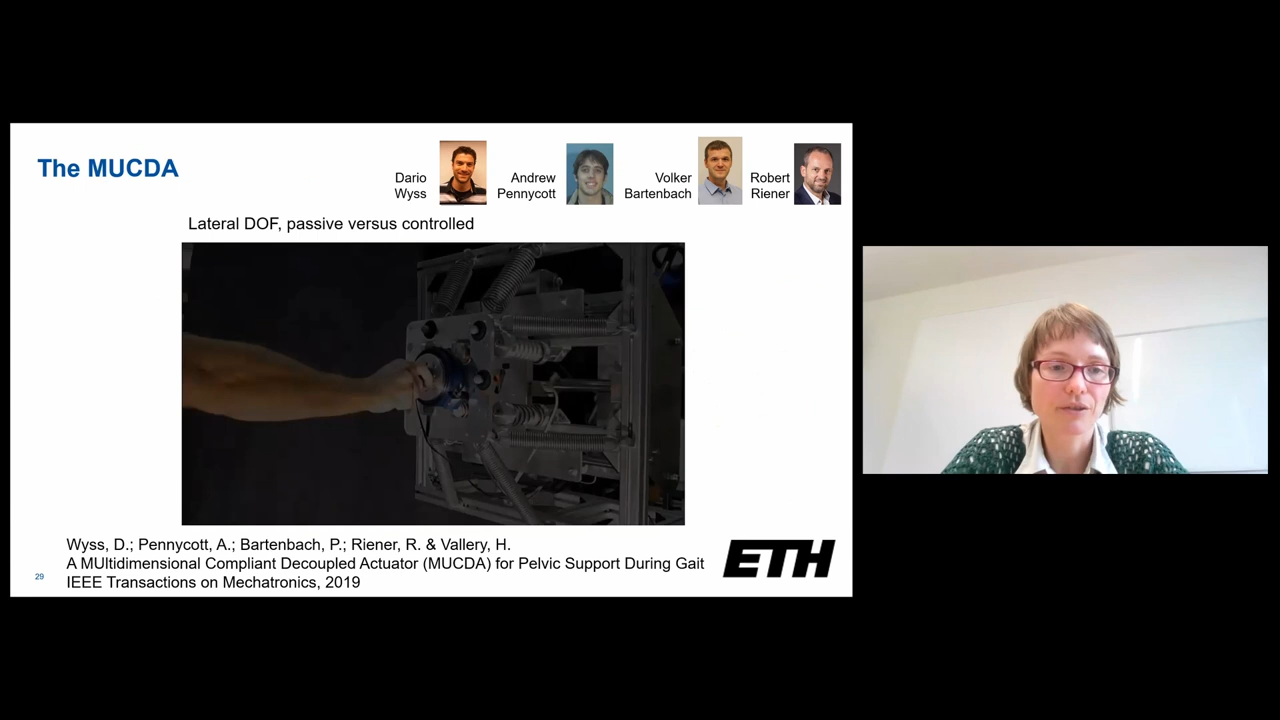 The MUCDA
Dario
Wyss
Andrew
Pennycott
Volker
Bartenbach
Robert
Riener
Lateral DOF, passive versus controlled
Wyss, D.; Pennycott, A.; Bartenbach, P.; Riener, R. & Vallery, H.
A MUltidimensional Compliant Decoupled Actuator (MUCDA) for Pelvic Support During Gait
IEEE Transactions on Mechatronics, 2019
29
ETH